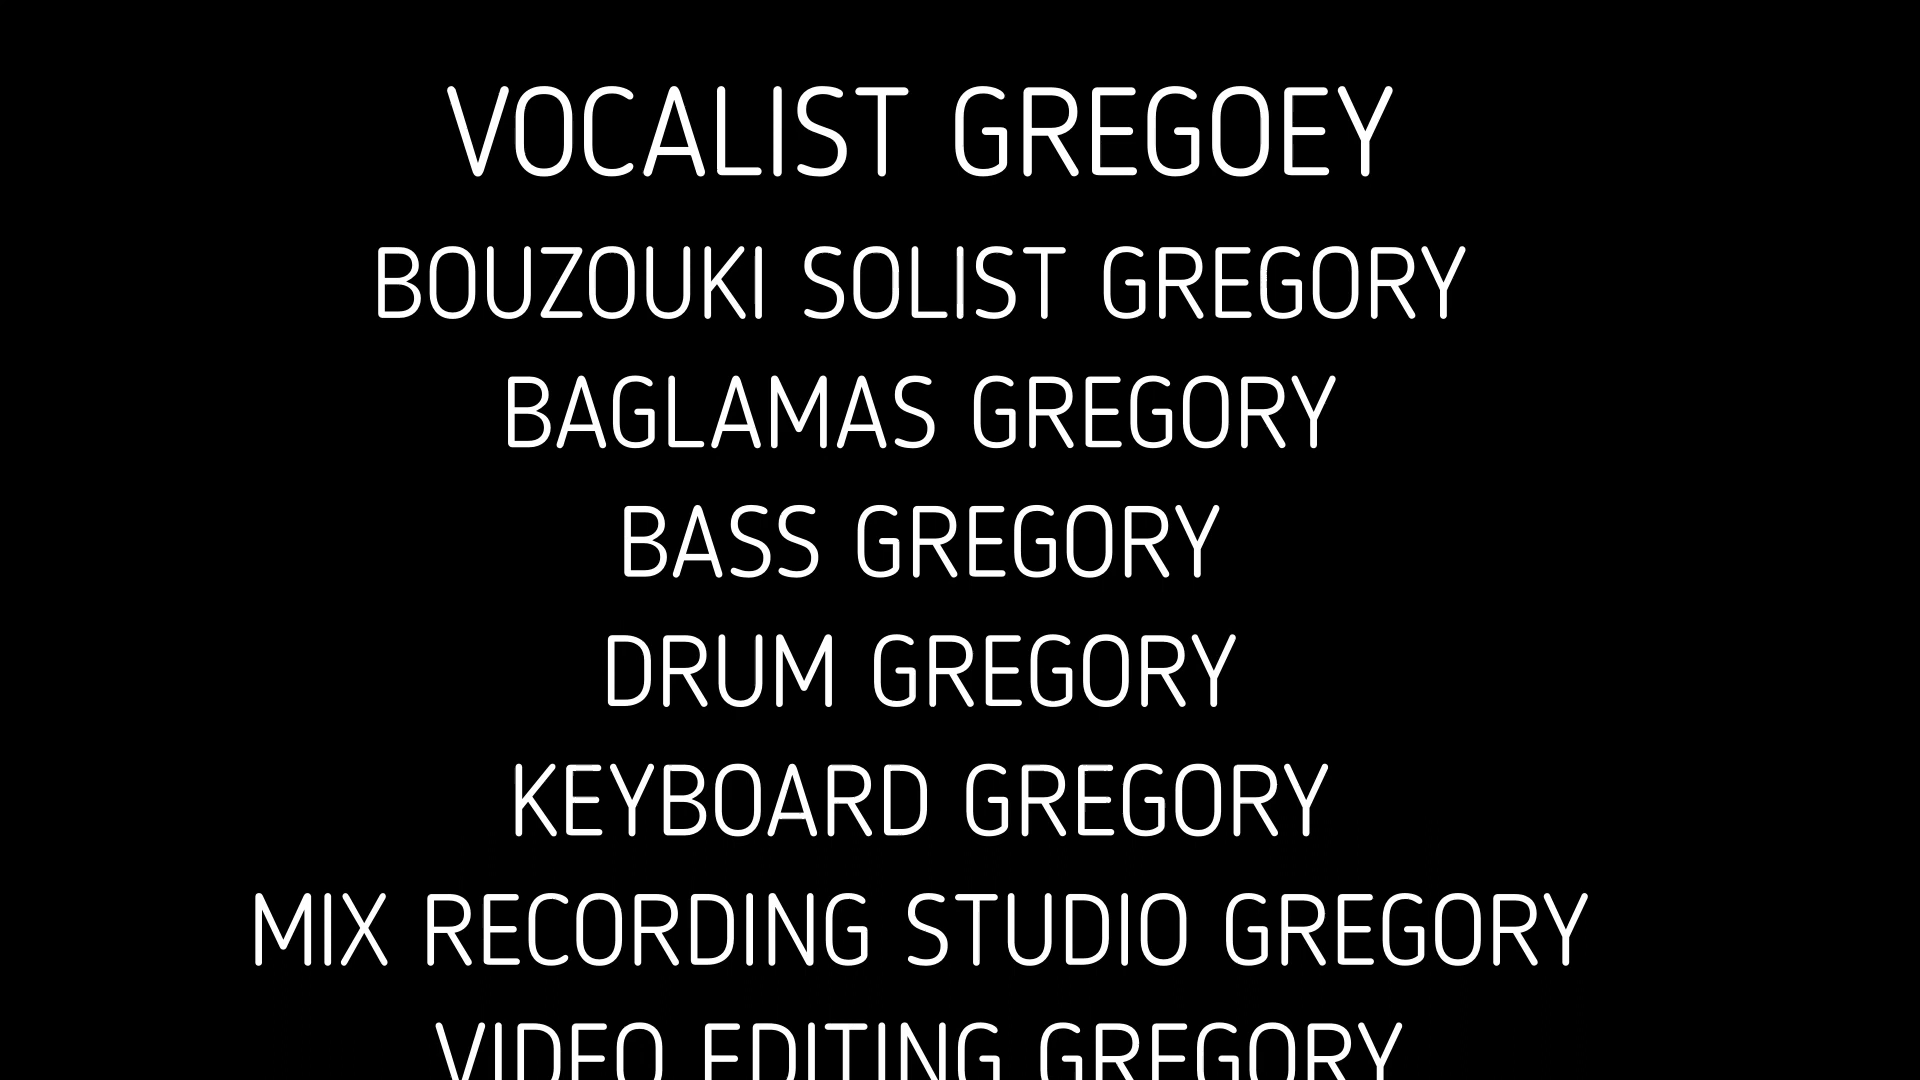 VOCALIST GREGOEY
BOUZOUKI SOLIST GREGORY
BAGLAMAS GREGORY
BASS GREGORY
DRUM GREGORY
KEYBOARD GREGORY
MIX RECORDING STUDIO GREGORY
VIDEO EDITING GREGORY